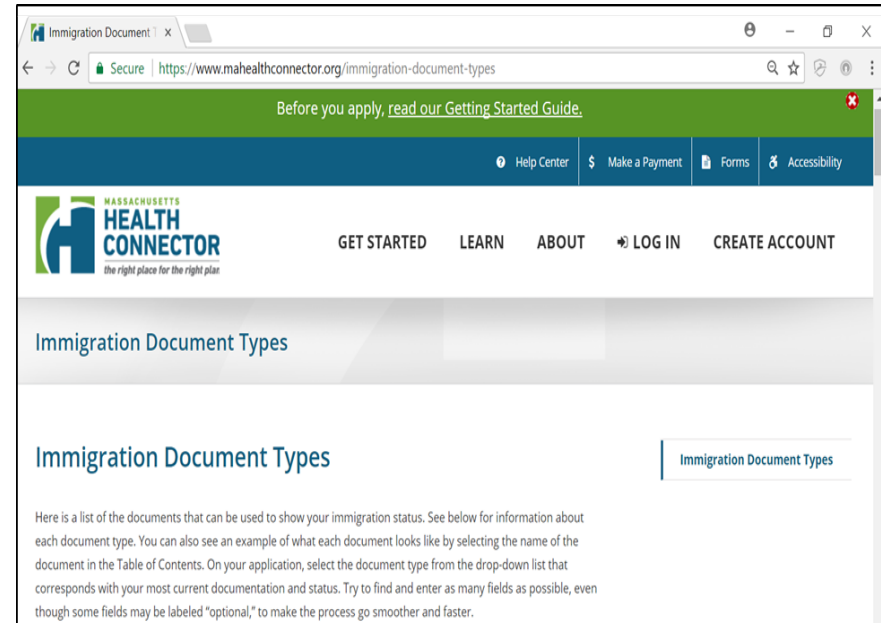 Immigration Document T
Secure | https://www.mahealthconnector.org/immigration-document-types
Before you apply, read our Getting Started Guide.
Help Center
$ Make a Payment
Forms
Accessibility
MASSACHUSETTS
HEALTH
CONNECTOR
the right place for the right plan
GET STARTED LEARN ABOUT LOG IN CREATE ACCOUNT
Immigration Document Types
Immigration Document Types
Immigration Document Types
Here is a list of the documents that can be used to show your immigration status. See below for information about
each document type. You can also see an example of what each document looks like by selecting the name of the
document in the Table of Contents. On your application, select the document type from the drop-down list that
corresponds with your most current documentation and status. Try to find and enter as many fields as possible, even
though some fields may be labeled “optional,” to make the process go smoother and faster.